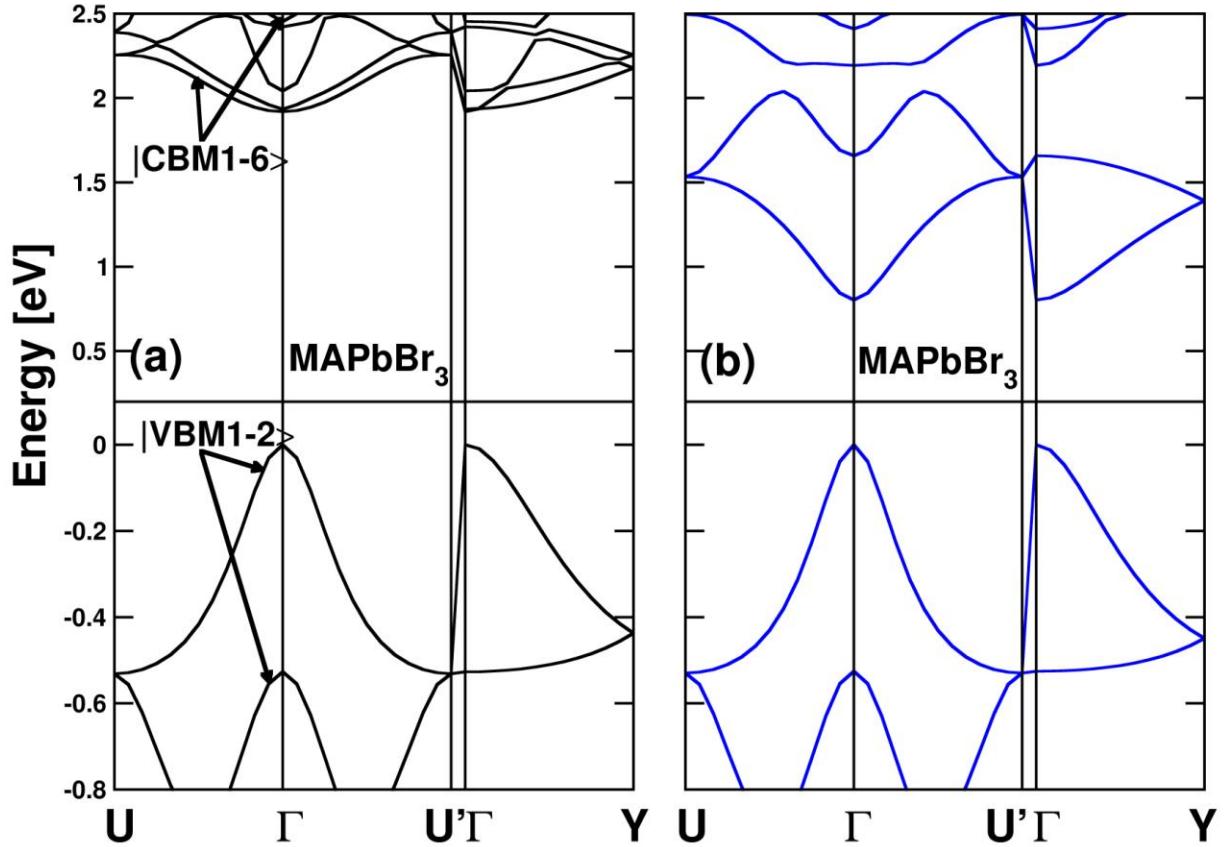 Energy [eV]
2.5
2
1.5
1
0.5
0
-0.2
-0.4
-0.6
-0.8
|CBM1-6>
(a)
MAPbBr3
|VBM1-2>
U Γ U' Γ Y
(b)
MAPbBr3
U Γ U' Γ Y